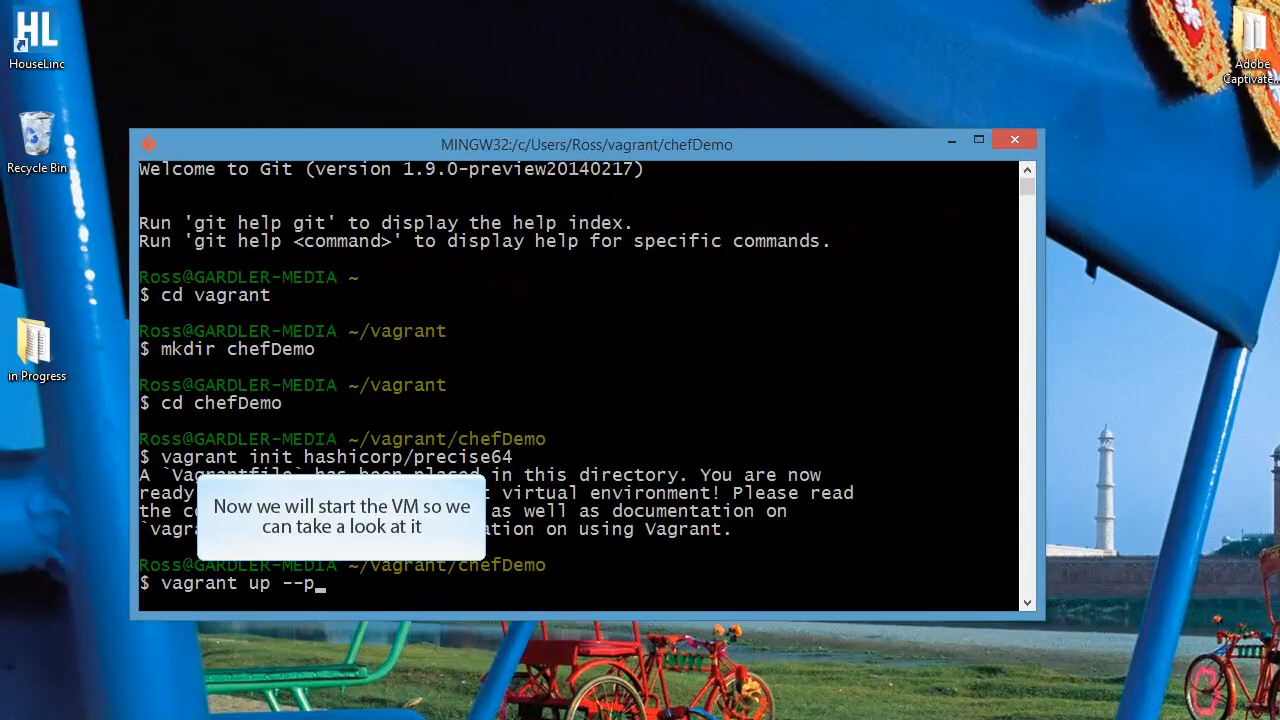 HL
HouseLinc
Recycle Bin
in Progress
Adobe
Captivate...
MINGW32:/c/Users/Ross/vagrant/chefDemo
Welcome to Git (version 1.9.0-preview20140217)
Run 'git help git' to display the help index.
Run 'git help <command>' to display help for specific commands.
Ross@GARDLER-MEDIA ~
$ cd vagrant
Ross@GARDLER-MEDIA ~/vagrant
$ mkdir chefDemo
Ross@GARDLER-MEDIA ~/vagrant
$ cd chefDemo
Ross@GARDLER-MEDIA ~/vagrant/chefDemo
$ vagrant init hashicorp/precise64
A `Vagrantfile` has been placed in this directory. You are now
ready virtual environment! Please read
the as well as documentation on
on using Vagrant.
Now we will start the VM so we
can take a look at it
Ross@GARDLER-MEDIA ~/vagrant/chefDemo
$ vagrant up --p_